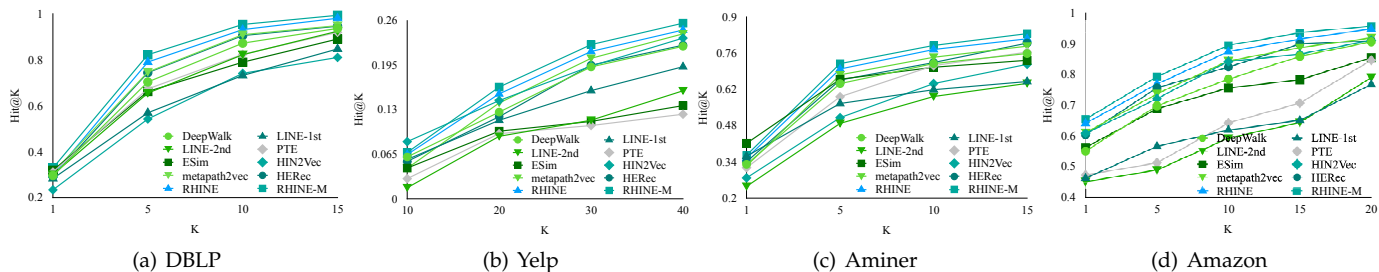 Hit@K
1
0.8
0.6
0.4
0.2
1
5
10
15
K
DeepWalk
LINE-1st
LINE-2nd
PTE
ESim
HIN2Vec
metapath2vec
HERec
RHINE
RHINE-M
(a) DBLP
Hit@K
0.26
0.195
0.13
0.065
0
10
20
30
40
K
DeepWalk
LINE-1st
LINE-2nd
PTE
ESim
HIN2Vec
metapath2vec
HERec
RHINE
RHINE-M
(b) Yelp
Hit@K
0.9
0.76
0.62
0.48
0.34
0.2
1
5
10
15
K
DeepWalk
LINE-1st
LINE-2nd
PTE
ESim
HIN2Vec
metapath2vec
HERec
RHINE
RHINE-M
(c) Aminer
Hit@K
1
0.9
0.8
0.7
0.6
0.5
0.4
1
5
10
15
20
K
DeepWalk
LINE-1st
LINE-2nd
PTE
ESim
HIN2Vec
metapath2vec
HERec
RHINE
RHINE-M
(d) Amazon